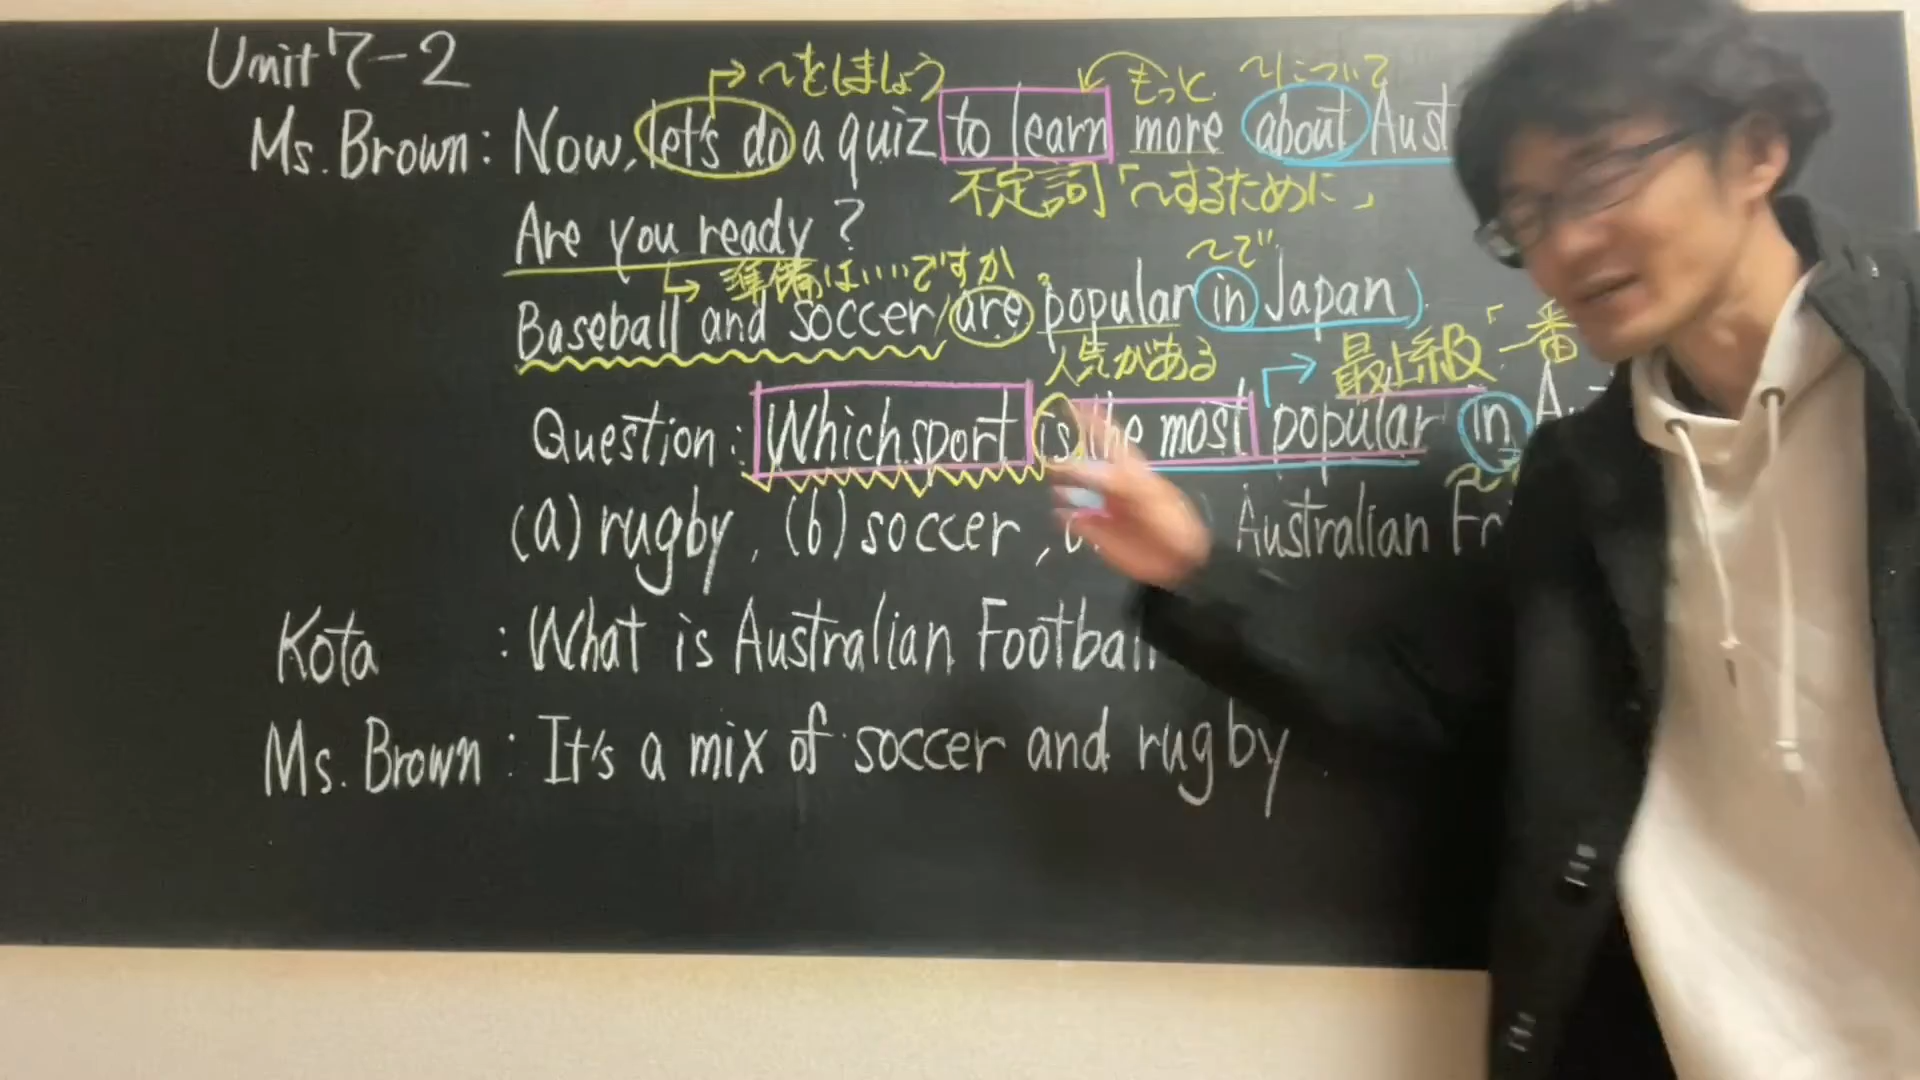 Unit 7-2
〜をしましょう もっと 〜について
Ms. Brown: Now, let's do a quiz to learn more about Aust
不定詞「〜するために」
Are you ready?
準備はいいですか 〜で
Baseball and soccer are popular in Japan
人気がある 最上級「一番
Question: Which sport is the most popular in A
(a) rugby, (b) soccer, Australian
Kota : What is Australian
Ms. Brown : It's a mix of soccer and rugby